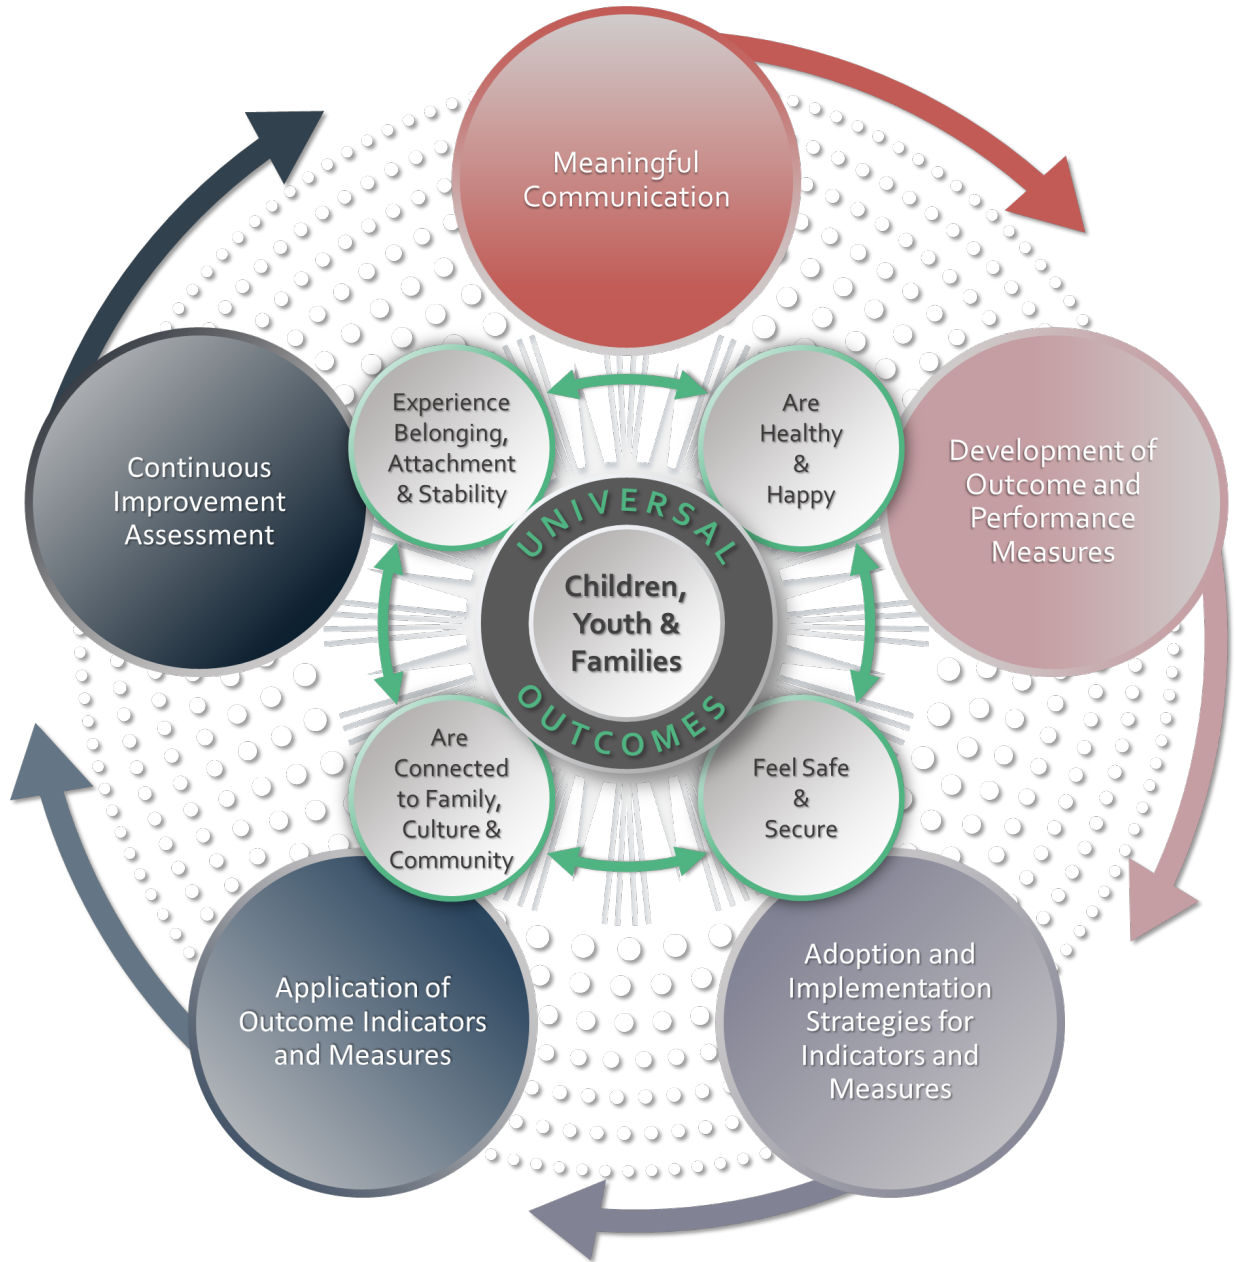 Meaningful
Communication
Experience
Belonging,
Attachment
& Stability
Are
Healthy
&
Happy
Continuous
Improvement
Assessment
Development of
Outcome and
Performance
Measures
UNIVERSAL
Children,
Youth &
Families
OUTCOMES
Are
Connected
to Family,
Culture &
Community
Feel Safe
&
Secure
Application of
Outcome Indicators
and Measures
Adoption and
Implementation
Strategies for
Indicators and
Measures